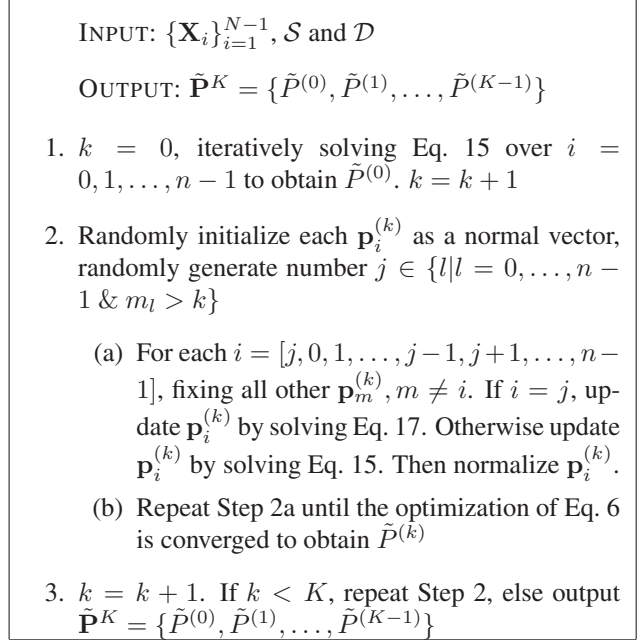 INPUT: {X_i}_{i=1}^{N−1}, S and D
OUTPUT: P̃^K = {P̃^(0), P̃^(1), . . . , P̃^(K−1)}
1. k = 0, iteratively solving Eq. 15 over i =
0, 1, . . . , n − 1 to obtain P̃^(0). k = k + 1
2. Randomly initialize each p_i^(k) as a normal vector,
randomly generate number j ∈ {l|l = 0, . . . , n −
1 & m_l > k}
(a) For each i = [j, 0, 1, . . . , j−1, j+1, . . . , n−
1], fixing all other p_m^(k), m ≠ i. If i = j, up-
date p_i^(k) by solving Eq. 17. Otherwise update
p_i^(k) by solving Eq. 15. Then normalize p_i^(k).
(b) Repeat Step 2a until the optimization of Eq. 6
is converged to obtain P̃^(k)
3. k = k + 1. If k < K, repeat Step 2, else output
P̃^K = {P̃^(0), P̃^(1), . . . , P̃^(K−1)}